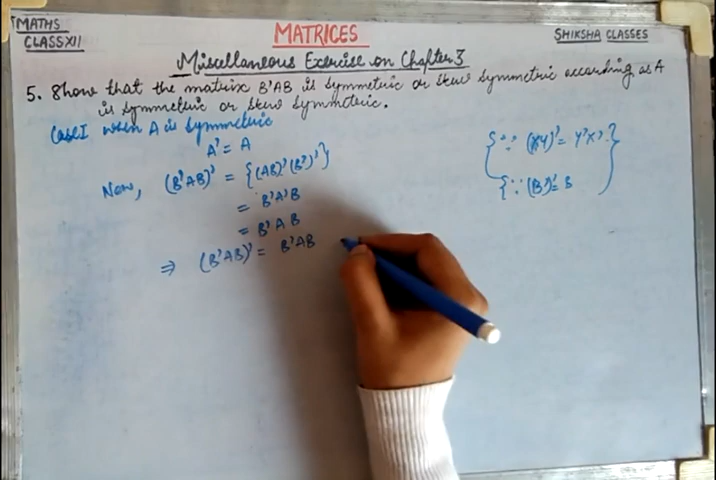 MATHS
CLASS XII
MATRICES
SHIKSHA CLASSES
Miscellaneous Exercise on Chapter 3
5. Show that the matrix B'AB is symmetric or skew symmetric according as A
is symmetric or skew symmetric.
Case I when A is symmetric
A' = A
Now, (B'AB)' = {(AB)'(B')'}
{∵ (XY)' = Y'X'}
= B'A'B
{∵ (B')' = B}
= B'AB
⇒ (B'AB)' = B'AB